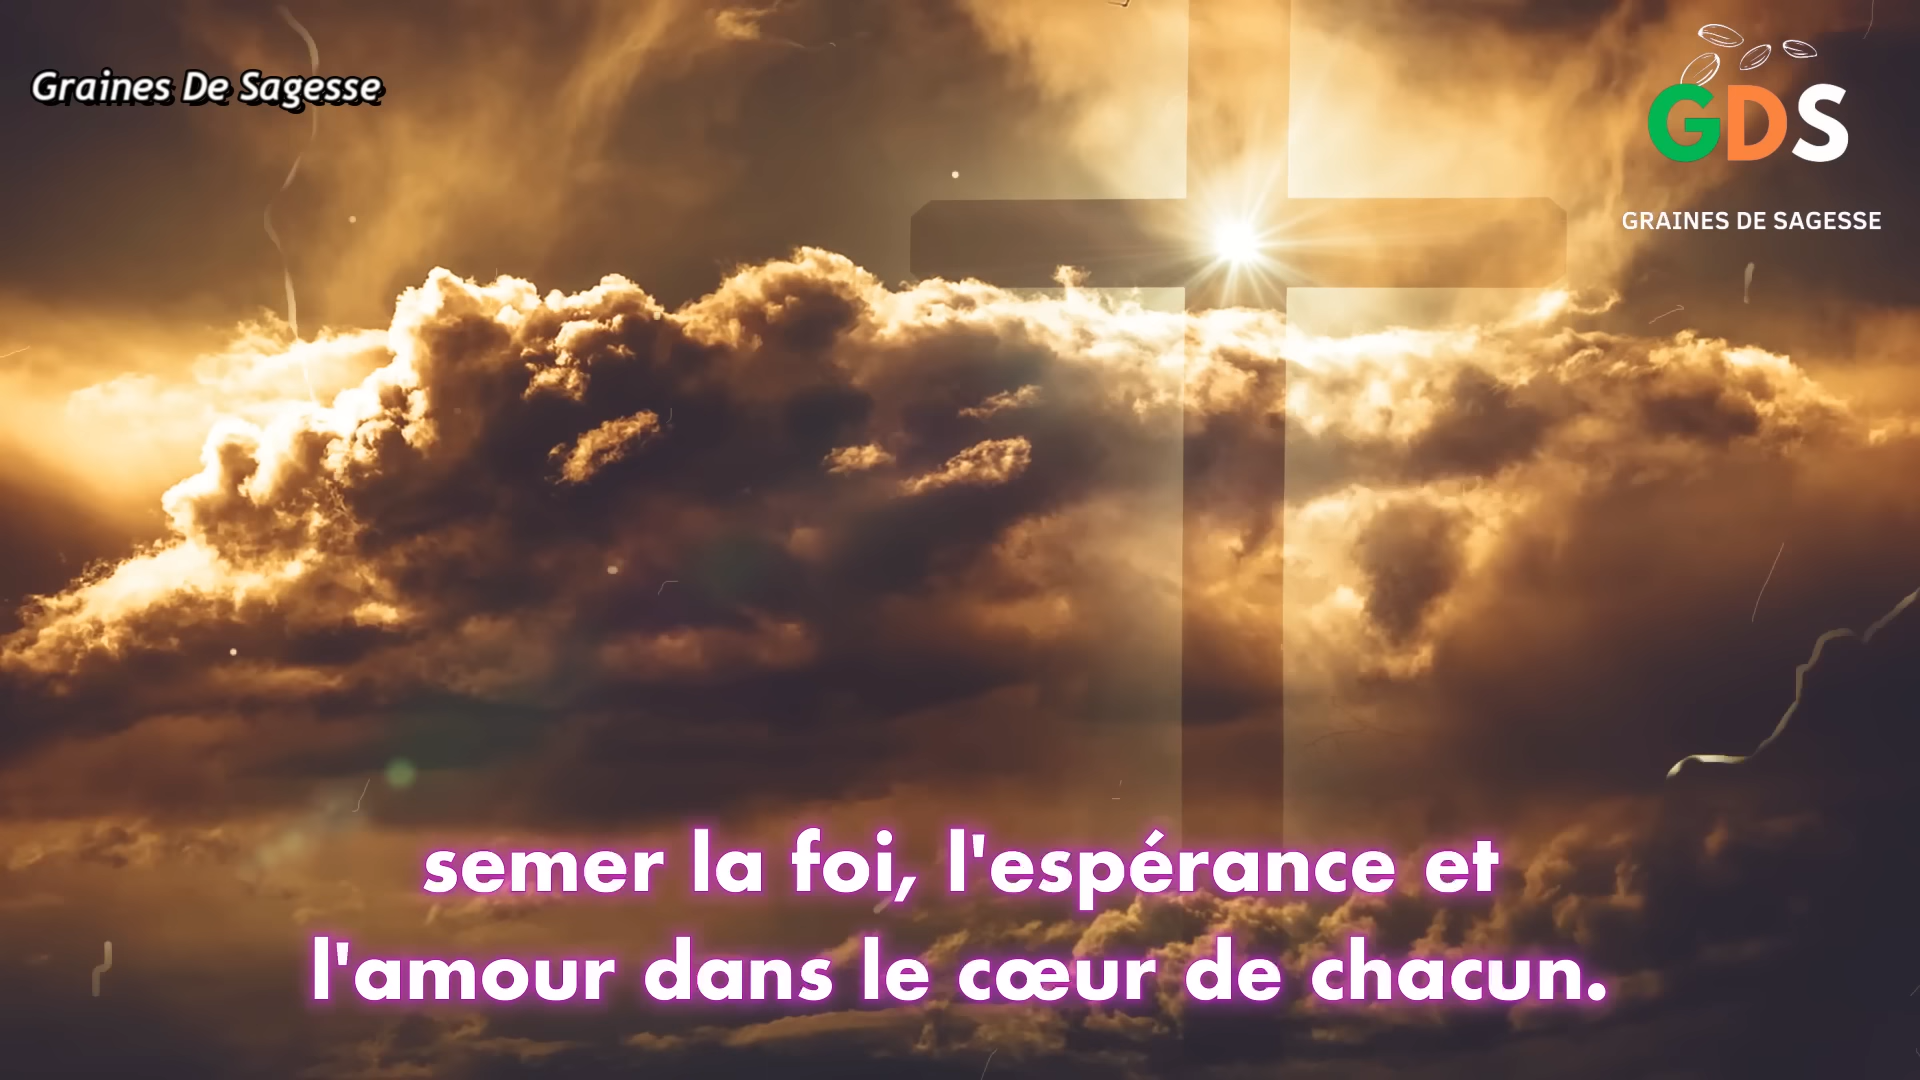 Graines De Sagesse
GDS
GRAINES DE SAGESSE
semer la foi, l'espérance et
l'amour dans le cœur de chacun.